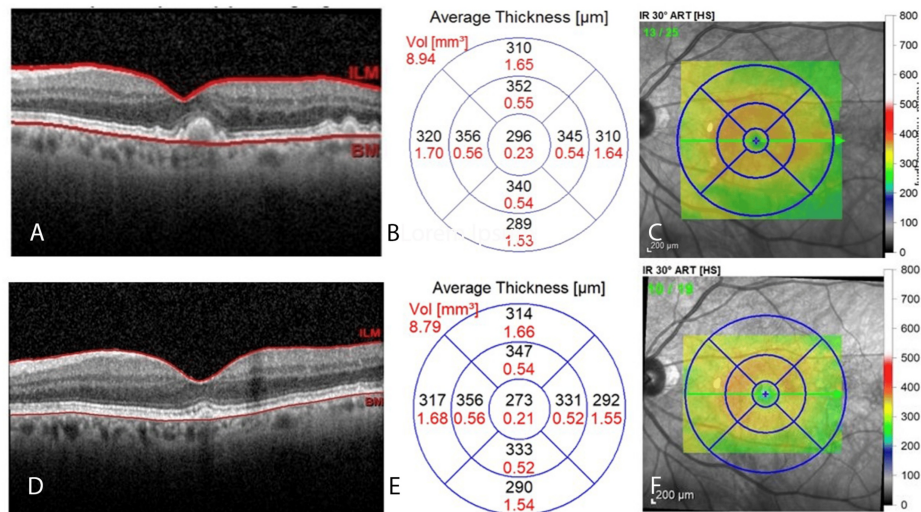 ILM
BM
A
Average Thickness [µm]
Vol [mm³]
8.94
310
1.65
352
0.55
320 356 296 345 310
1.70 0.56 0.23 0.54 1.64
340
0.54
289
1.53
B
IR 30° ART [HS]
13 / 25
200 µm
C
800
700
600
500
400
300
200
100
0
ILM
BM
D
Average Thickness [µm]
Vol [mm³]
8.79
314
1.66
347
0.54
317 356 273 331 292
1.68 0.56 0.21 0.52 1.55
333
0.52
290
1.54
E
IR 30° ART [HS]
200 µm
F
800
700
600
500
400
300
200
100
0